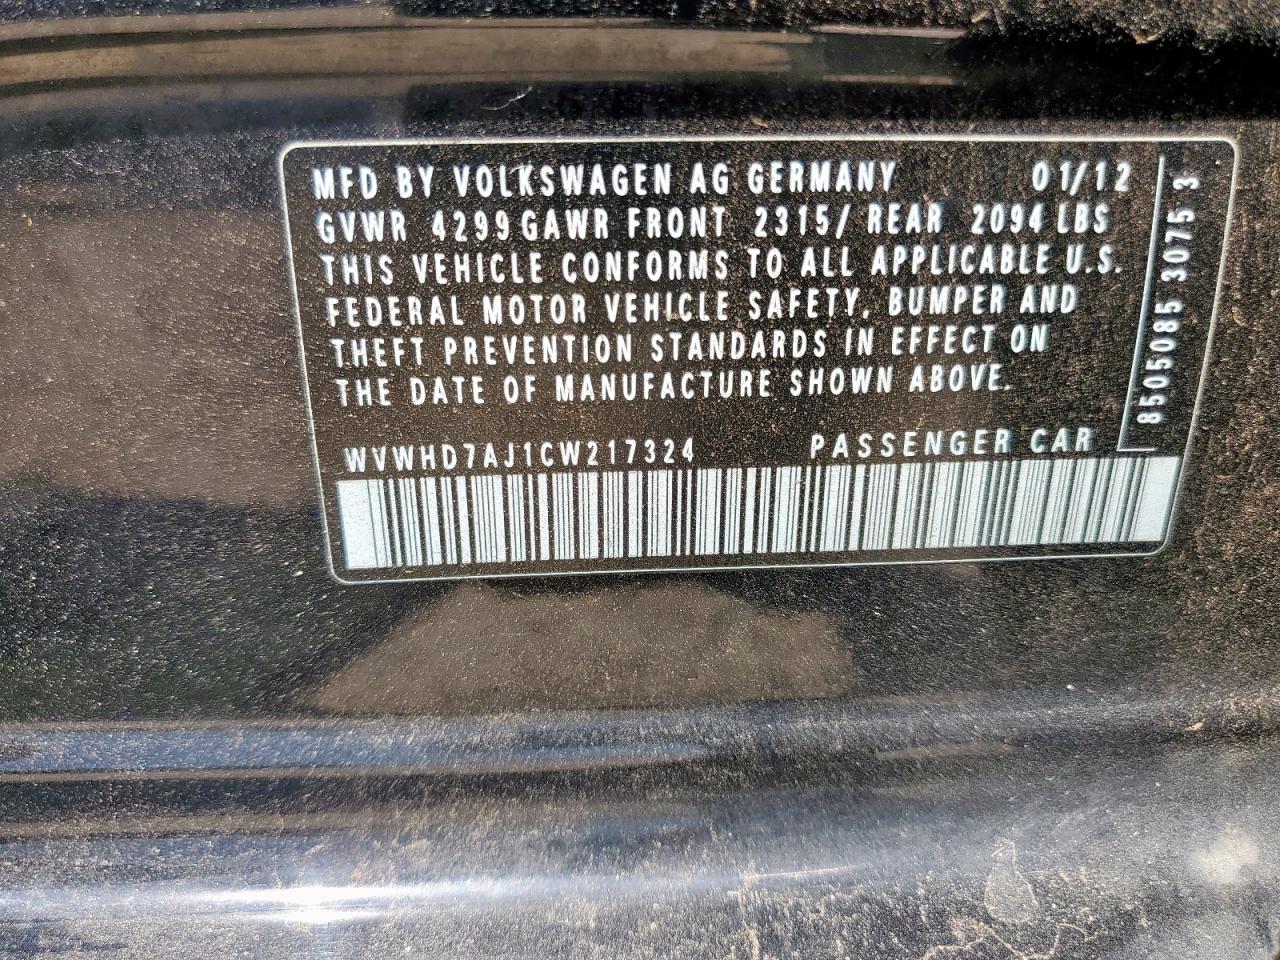 MFD BY VOLKSWAGEN AG GERMANY 01/12
GVWR 4299 GAWR FRONT 2315/ REAR 2094 LBS
THIS VEHICLE CONFORMS TO ALL APPLICABLE U.S.
FEDERAL MOTOR VEHICLE SAFETY, BUMPER AND
THEFT PREVENTION STANDARDS IN EFFECT ON
THE DATE OF MANUFACTURE SHOWN ABOVE.
WVWHD7AJ1CW217324 PASSENGER CAR
8505085 3075 3